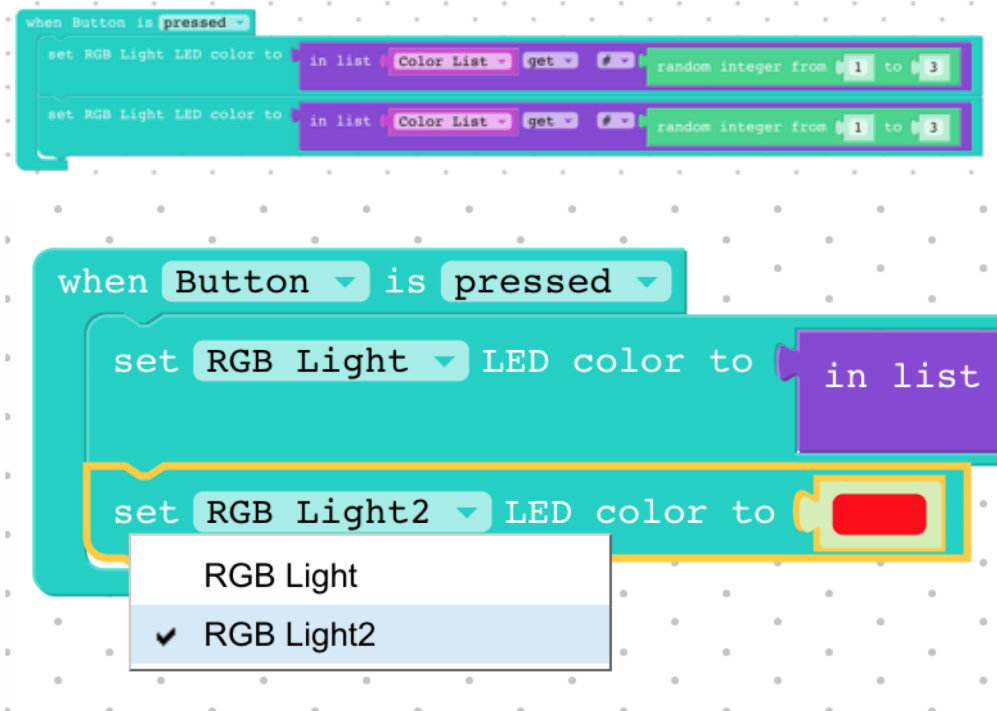 when Button is pressed
set RGB Light LED color to in list Color List get # random integer from 1 to 3
set RGB Light LED color to in list Color List get # random integer from 1 to 3
when Button is pressed
set RGB Light LED color to in list
set RGB Light2 LED color to
RGB Light
✔ RGB Light2